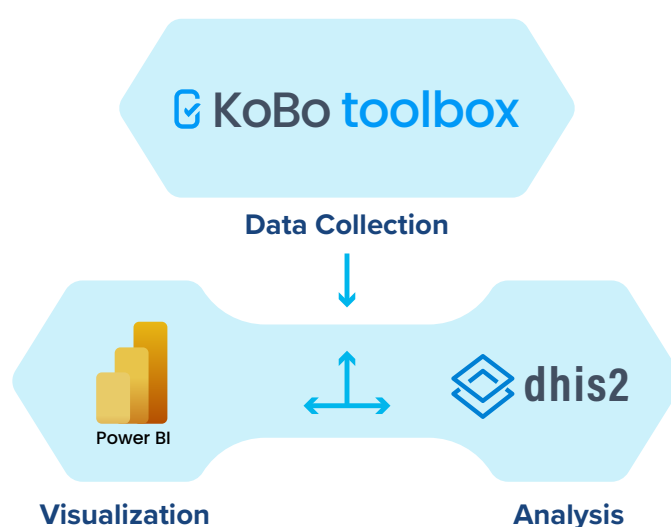 KoBo toolbox
Data Collection
Power BI
dhis2
Visualization
Analysis